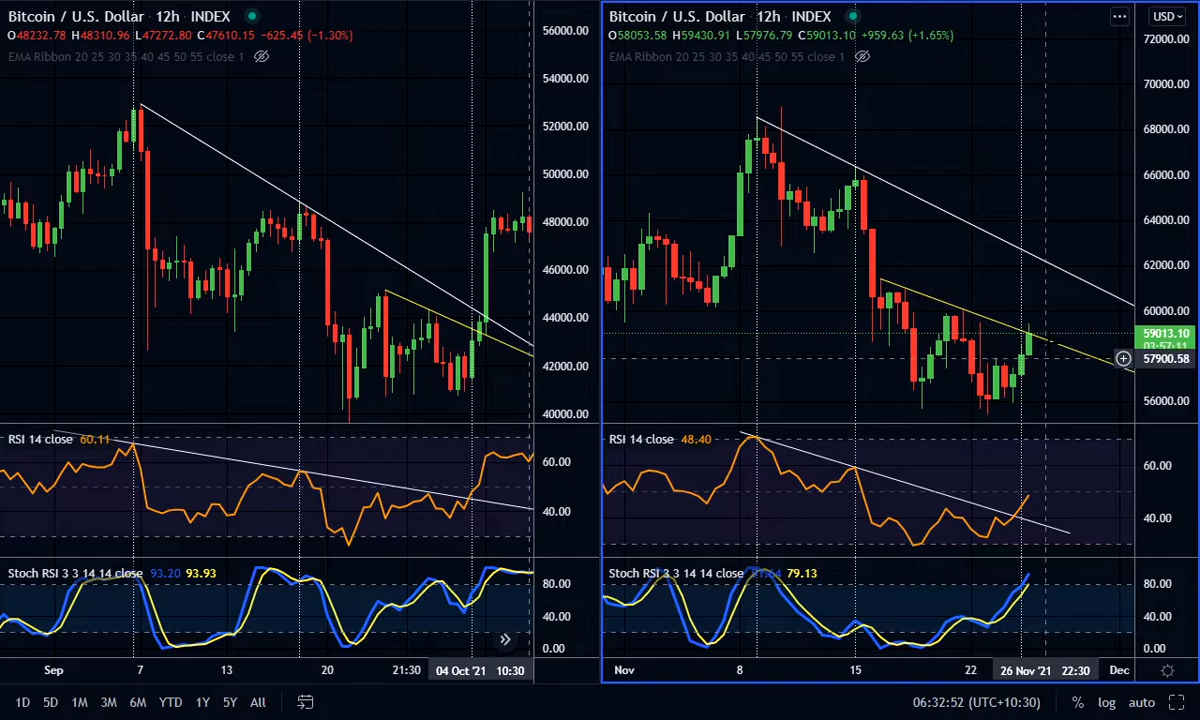 Bitcoin / U.S. Dollar · 12h · INDEX
O48232.78 H48310.96 L47272.80 C47610.15 −625.45 (−1.30%)
EMA Ribbon 20 25 30 35 40 45 50 55 close 1
56000.00
54000.00
52000.00
50000.00
48000.00
46000.00
44000.00
42000.00
40000.00
RSI 14 close 60.11
60.00
40.00
Stoch RSI 3 3 14 14 close 93.20 93.93
80.00
40.00
0.00
Sep 7 13 20 21:30 04 Oct '21 10:30
Bitcoin / U.S. Dollar · 12h · INDEX
USD
O58053.58 H59430.91 L57976.79 C59013.10 +959.63 (+1.65%)
EMA Ribbon 20 25 30 35 40 45 50 55 close 1
72000.00
70000.00
68000.00
66000.00
64000.00
62000.00
60000.00
59013.10
03:57:11
57900.58
56000.00
RSI 14 close 48.40
60.00
40.00
Stoch RSI 3 3 14 14 close 79.13
80.00
40.00
0.00
Nov 8 15 22 26 Nov '21 22:30 Dec
1D 5D 1M 3M 6M YTD 1Y 5Y All 06:32:52 (UTC+10:30) % log auto